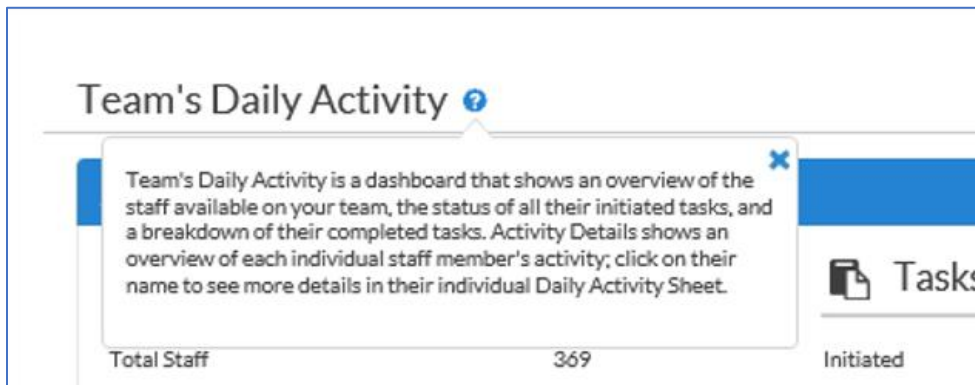 Team's Daily Activity
Team's Daily Activity is a dashboard that shows an overview of the
staff available on your team, the status of all their initiated tasks, and
a breakdown of their completed tasks. Activity Details shows an
overview of each individual staff member's activity; click on their
name to see more details in their individual Daily Activity Sheet.
Tasks
Total Staff 369 Initiated